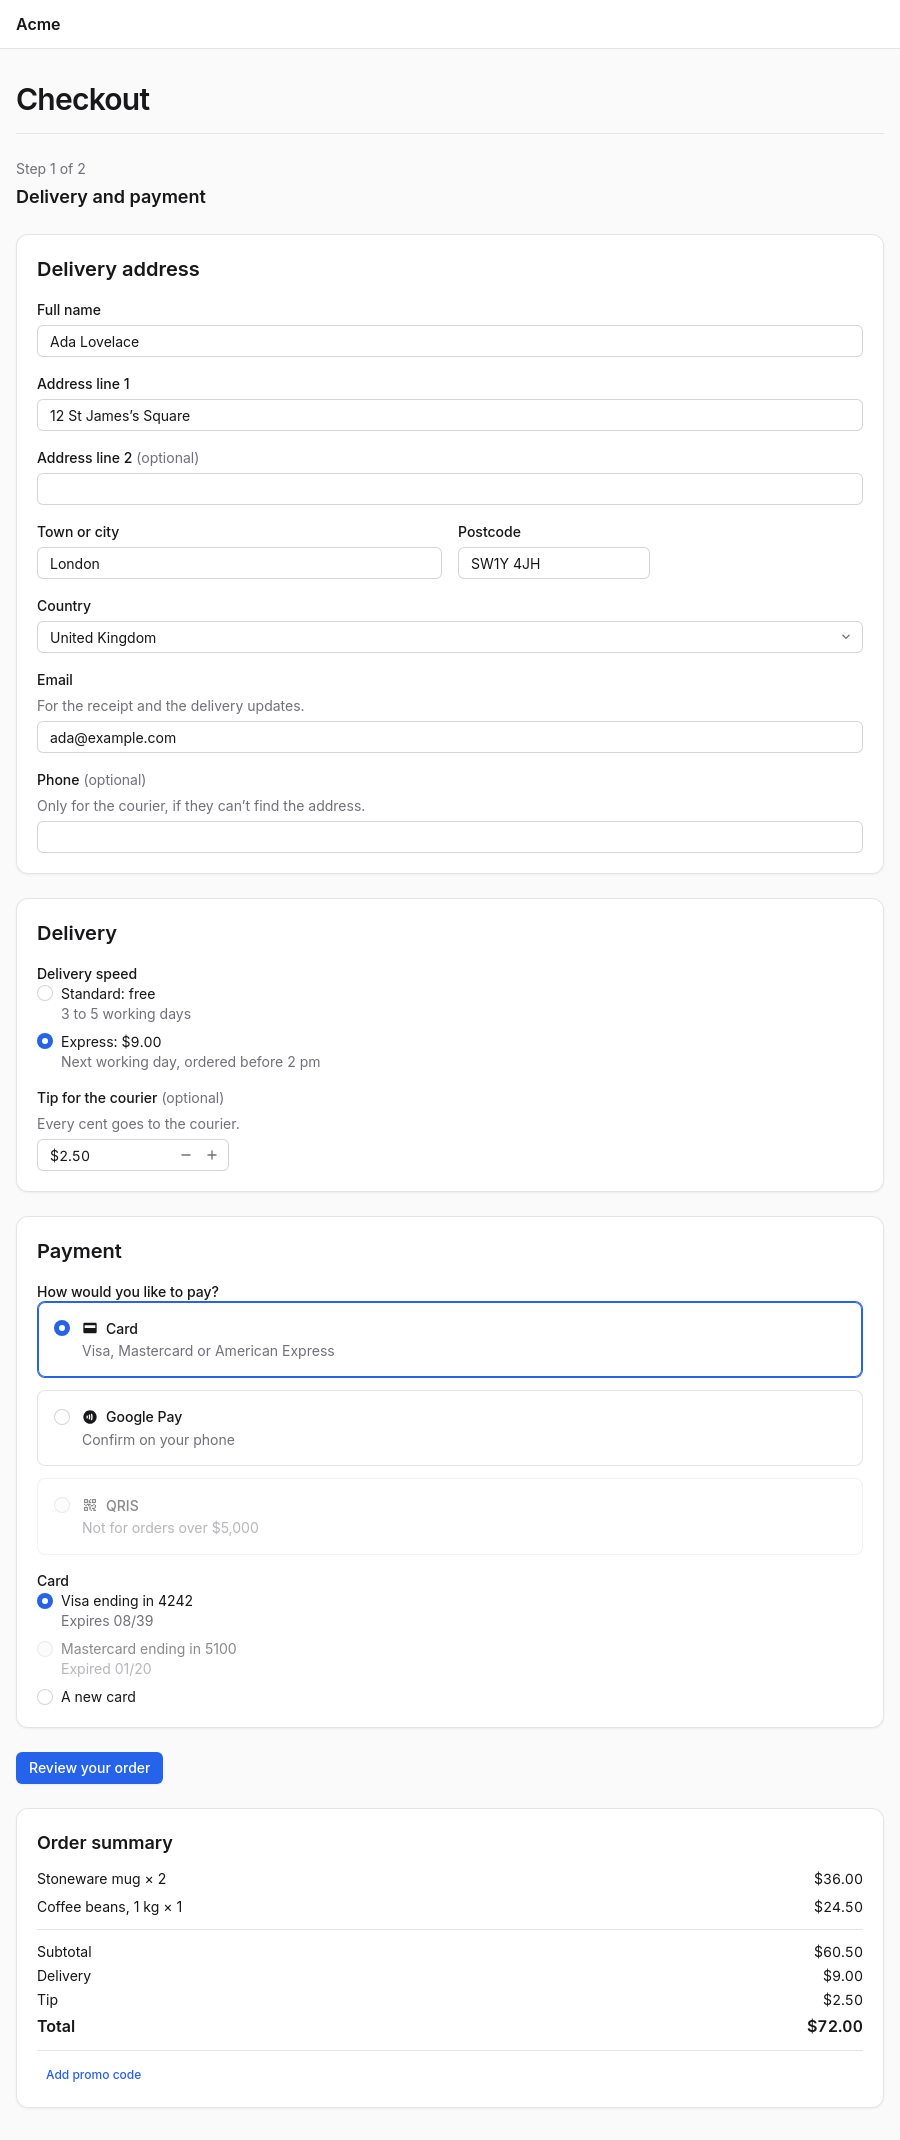 Acme
Checkout
Step 1 of 2
Delivery and payment
Delivery address
Full name
Ada Lovelace
Address line 1
12 St James’s Square
Address line 2 (optional)
Town or city
Postcode
London
SW1Y 4JH
Country
United Kingdom
Email
For the receipt and the delivery updates.
ada@example.com
Phone (optional)
Only for the courier, if they can’t find the address.
Delivery
Delivery speed
Standard: free
3 to 5 working days
Express: $9.00
Next working day, ordered before 2 pm
Tip for the courier (optional)
Every cent goes to the courier.
$2.50
Payment
How would you like to pay?
Card
Visa, Mastercard or American Express
Google Pay
Confirm on your phone
QRIS
Not for orders over $5,000
Card
Visa ending in 4242
Expires 08/39
Mastercard ending in 5100
Expired 01/20
A new card
Review your order
Order summary
Stoneware mug × 2 $36.00
Coffee beans, 1 kg × 1 $24.50
Subtotal $60.50
Delivery $9.00
Tip $2.50
Total $72.00
Add promo code